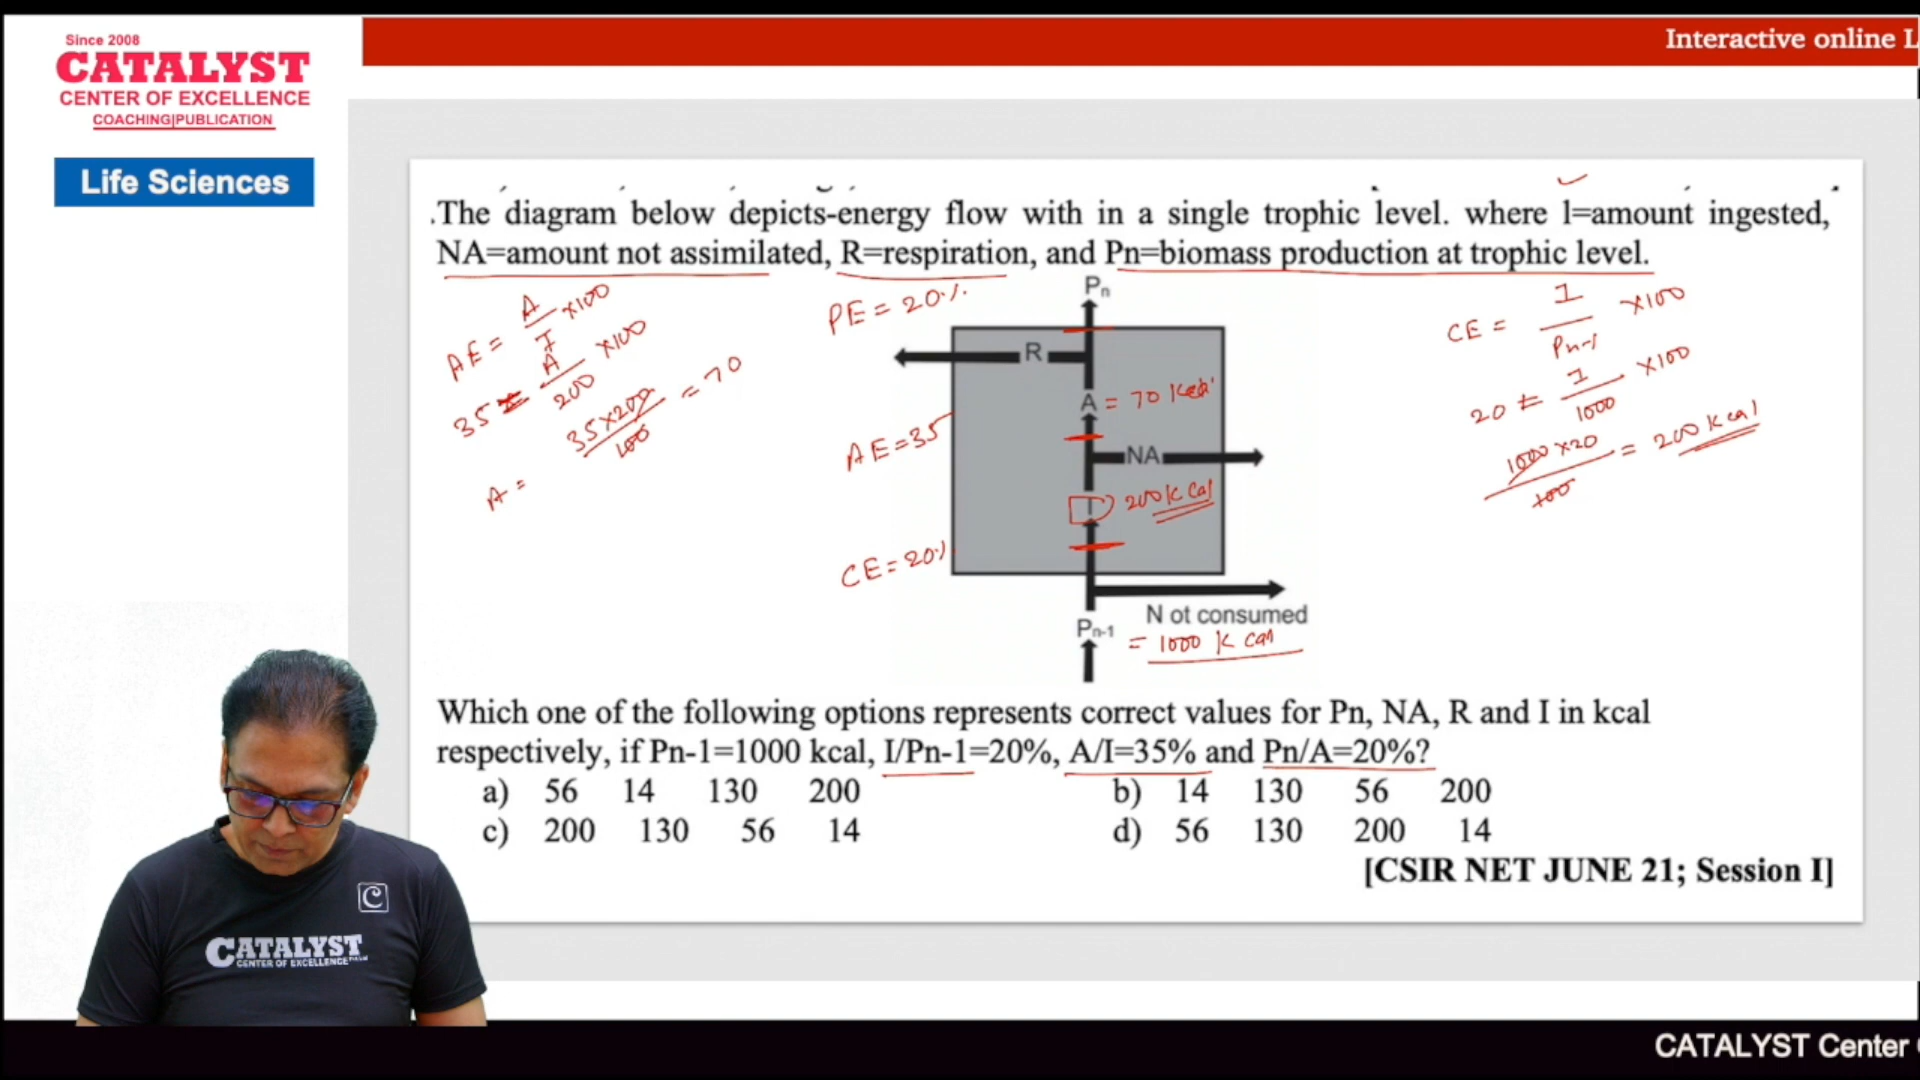 Since 2008
CATALYST
CENTER OF EXCELLENCE
COACHING|PUBLICATION
Life Sciences
Interactive online L
.The diagram below depicts-energy flow with in a single trophic level. where l=amount ingested,
NA=amount not assimilated, R=respiration, and Pn=biomass production at trophic level.
AE = A/I ×100
35 = A/200 ×100
A = 35×200/100 = 70
PE = 20%
AE = 35
CE = 20%
Pn
R
A = 70 Kcal
NA
I 200 K Cal
N ot consumed
Pn-1 = 1000 K cal
CE = I/Pn-1 ×100
20 = I/1000 ×100
1000×20/100 = 200 K cal
Which one of the following options represents correct values for Pn, NA, R and I in kcal
respectively, if Pn-1=1000 kcal, I/Pn-1=20%, A/I=35% and Pn/A=20%?
a) 56 14 130 200 b) 14 130 56 200
c) 200 130 56 14 d) 56 130 200 14
[CSIR NET JUNE 21; Session I]
C
CATALYST
CENTER OF EXCELLENCE
CATALYST Center